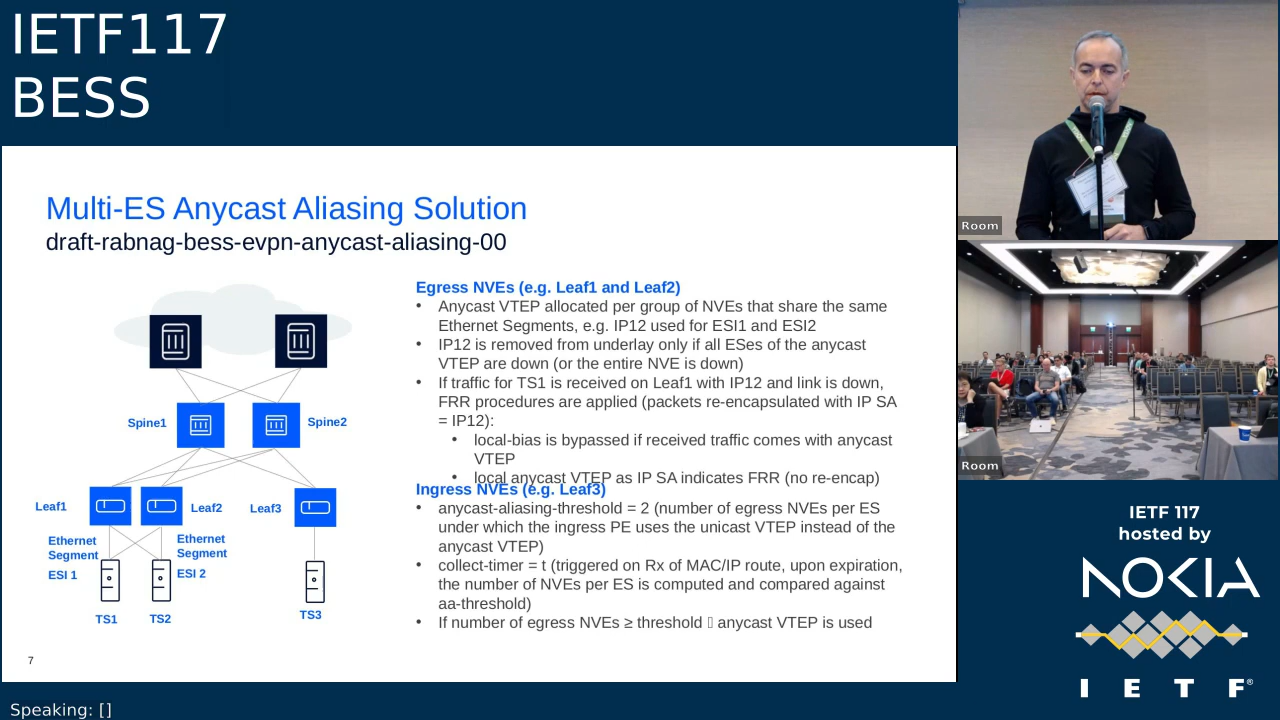 IETF117
BESS
Multi-ES Anycast Aliasing Solution
draft-rabnag-bess-evpn-anycast-aliasing-00
Spine1
Spine2
Leaf1
Leaf2
Leaf3
Ethernet
Segment
ESI 1
Ethernet
Segment
ESI 2
TS1
TS2
TS3
Egress NVEs (e.g. Leaf1 and Leaf2)
• Anycast VTEP allocated per group of NVEs that share the same
Ethernet Segments, e.g. IP12 used for ESI1 and ESI2
• IP12 is removed from underlay only if all ESes of the anycast
VTEP are down (or the entire NVE is down)
• If traffic for TS1 is received on Leaf1 with IP12 and link is down,
FRR procedures are applied (packets re-encapsulated with IP SA
= IP12):
• local-bias is bypassed if received traffic comes with anycast
VTEP
• local anycast VTEP as IP SA indicates FRR (no re-encap)
Ingress NVEs (e.g. Leaf3)
• anycast-aliasing-threshold = 2 (number of egress NVEs per ES
under which the ingress PE uses the unicast VTEP instead of the
anycast VTEP)
• collect-timer = t (triggered on Rx of MAC/IP route, upon expiration,
the number of NVEs per ES is computed and compared against
aa-threshold)
• If number of egress NVEs ≥ threshold  anycast VTEP is used
7
Speaking: []
Room
Room
IETF 117
hosted by
NOKIA
I E T F®